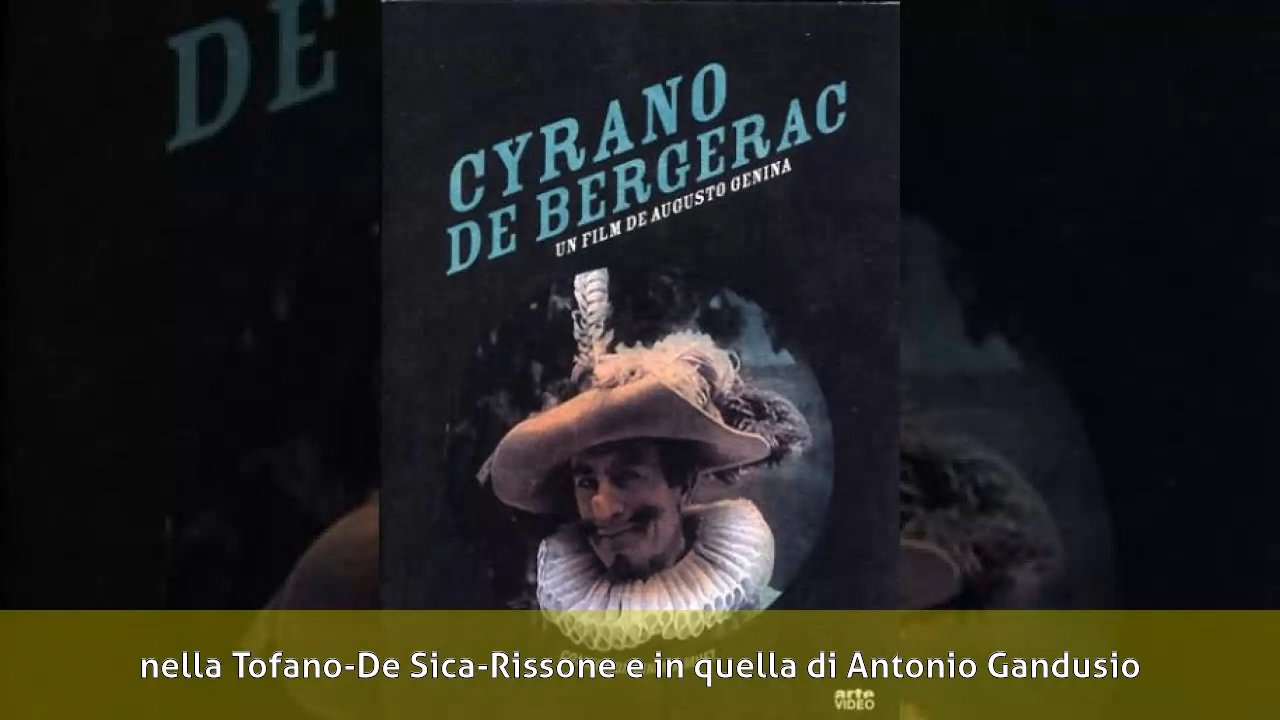 DE
CYRANO
DE BERGERAC
UN FILM DE AUGUSTO GENINA
nella Tofano-De Sica-Rissone e in quella di Antonio Gandusio
arte
VIDEO